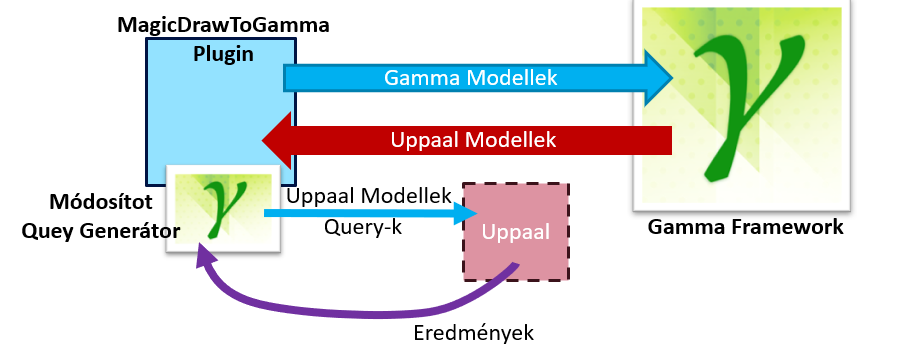 MagicDrawToGamma
Plugin
Gamma Modellek
Uppaal Modellek
Módosítot
Quey Generátor
Uppaal Modellek
Query-k
Uppaal
Gamma Framework
Eredmények